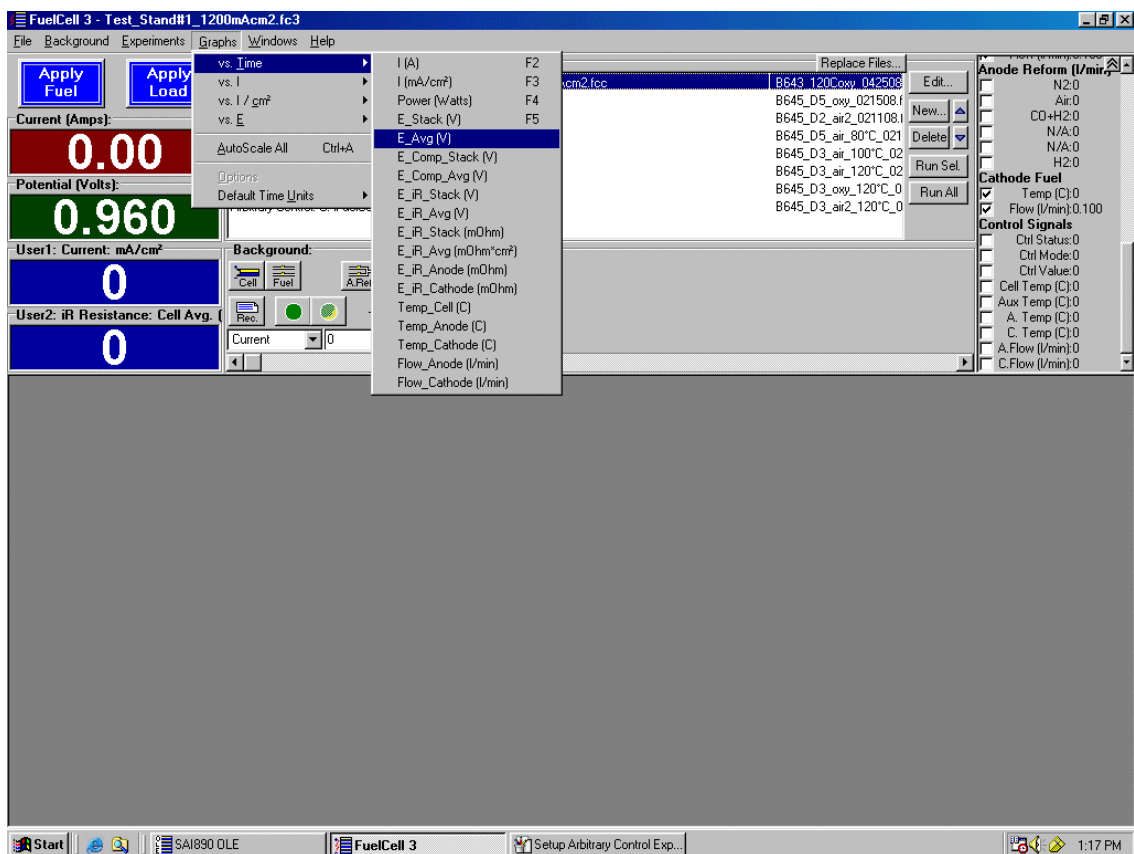 FuelCell 3 - Test_Stand#1_1200mAcm2.fc3
File Background Experiments Graphs Windows Help
Apply Fuel
Apply Load
Current (Amps):
0.00
Potential (Volts):
0.960
User1: Current: mA/cm²
0
User2: iR Resistance: Cell Avg. (
0
vs. Time
vs. I
vs. I / cm²
vs. E
AutoScale All Ctrl+A
Options
Default Time Units
I (A) F2
I (mA/cm²) F3
Power (Watts) F4
E_Stack (V) F5
E_Avg (V)
E_Comp_Stack (V)
E_Comp_Avg (V)
E_iR_Stack (V)
E_iR_Avg (V)
E_iR_Stack (mOhm)
E_iR_Avg (mOhm*cm²)
E_iR_Anode (mOhm)
E_iR_Cathode (mOhm)
Temp_Cell (C)
Temp_Anode (C)
Temp_Cathode (C)
Flow_Anode (l/min)
Flow_Cathode (l/min)
Background:
Cell Fuel A.Ref
Rec.
Current 0
Replace Files...
\cm2.fcc B643_120Coxy_042508
B645_D5_oxy_021508.f
B645_D2_air2_021108.f
B645_D5_air_80°C_021
B645_D3_air_100°C_02
B645_D3_air_120°C_02
B645_D3_oxy_120°C_0
B645_D3_air2_120°C_0
Edit...
New...
Delete
Run Sel.
Run All
Anode Reform (l/min)
N2:0
Air:0
CO+H2:0
N/A:0
N/A:0
H2:0
Cathode Fuel
Temp (C):0
Flow (l/min):0.100
Control Signals
Ctrl Status:0
Ctrl Mode:0
Ctrl Value:0
Cell Temp (C):0
Aux Temp (C):0
A. Temp (C):0
C. Temp (C):0
A.Flow (l/min):0
C.Flow (l/min):0
Start SAI890 OLE FuelCell 3 Setup Arbitrary Control Exp... 1:17 PM